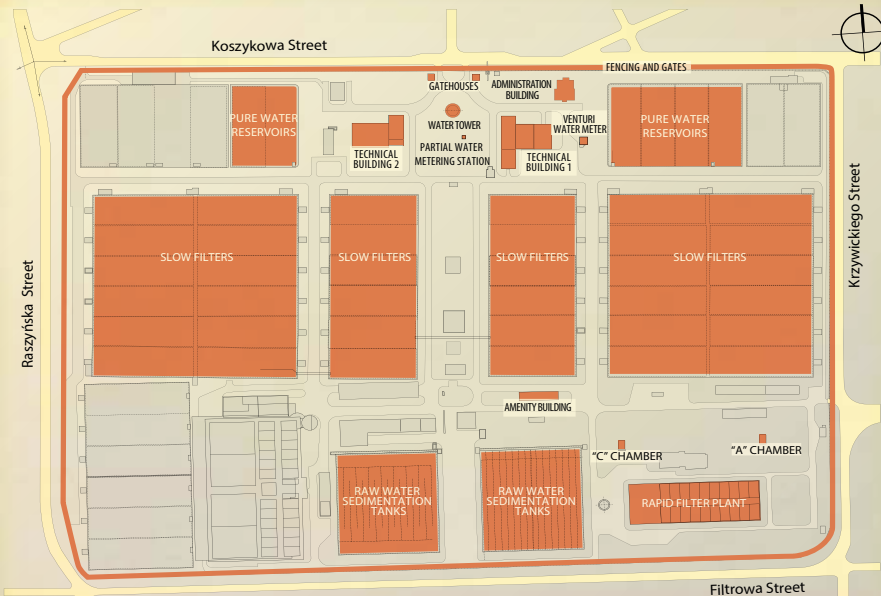 Koszykowa Street
FENCING AND GATES
GATEHOUSES
ADMINISTRATION
BUILDING
PURE WATER
RESERVOIRS
WATER TOWER
VENTURI
WATER METER
PURE WATER
RESERVOIRS
PARTIAL WATER
METERING STATION
TECHNICAL
BUILDING 2
TECHNICAL
BUILDING 1
Krzywickiego Street
SLOW FILTERS
SLOW FILTERS
SLOW FILTERS
SLOW FILTERS
Raszyńska Street
AMENITY BUILDING
"C" CHAMBER
"A" CHAMBER
RAW WATER
SEDIMENTATION
TANKS
RAW WATER
SEDIMENTATION
TANKS
RAPID FILTER PLANT
Filtrowa Street